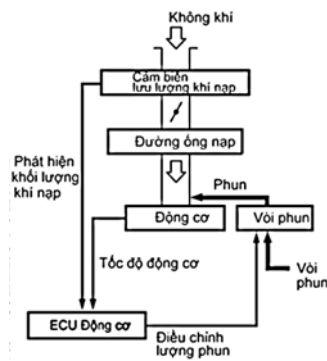 Không khí
Cảm biến
lưu lượng khí nạp
Đường ống nạp
Phát hiện
khối lượng
khí nạp
Phun
Động cơ
Vòi phun
Tốc độ động cơ
Vòi
phun
ECU Động cơ
Điều chỉnh
lượng phun